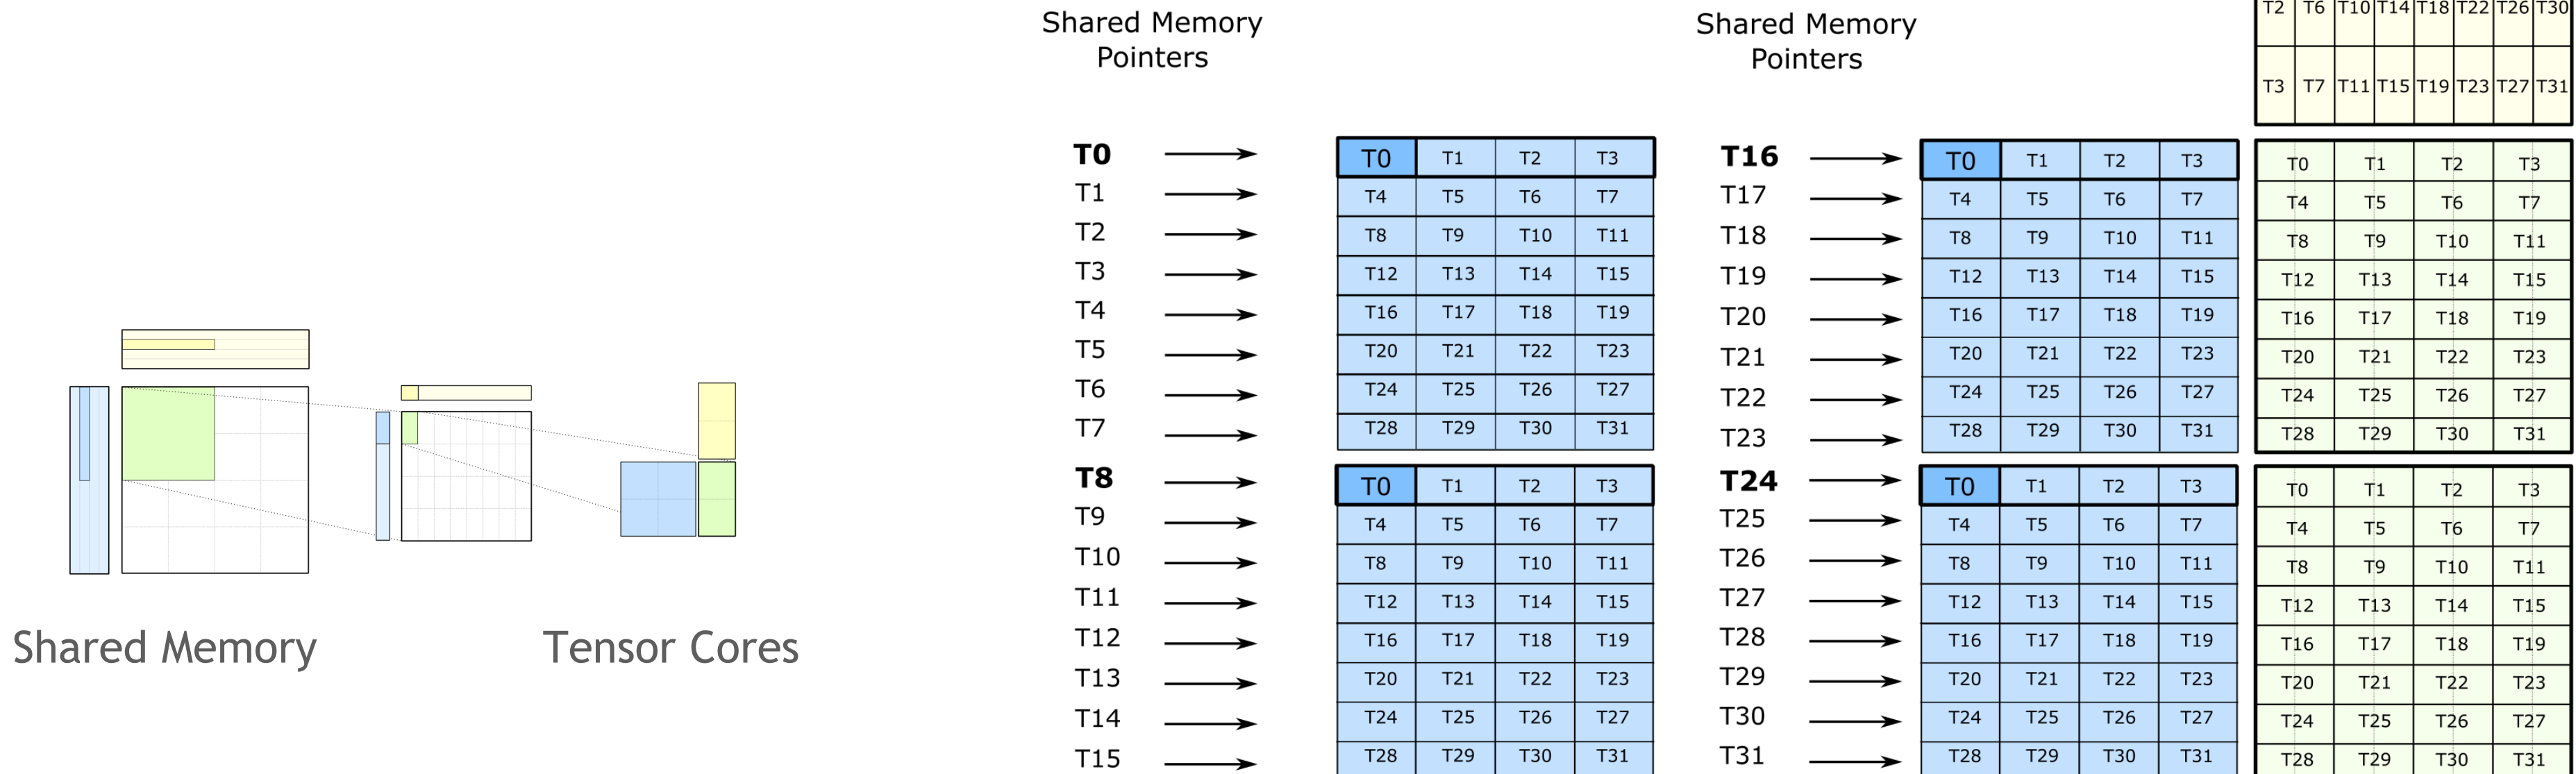 Shared Memory
Pointers
Shared Memory
Pointers
T2 T6 T10 T14 T18 T22 T26 T30
T3 T7 T11 T15 T19 T23 T27 T31
T0 T0 T1 T2 T3 T16 T0 T1 T2 T3 T0 T1 T2 T3
T1 T4 T5 T6 T7 T17 T4 T5 T6 T7 T4 T5 T6 T7
T2 T8 T9 T10 T11 T18 T8 T9 T10 T11 T8 T9 T10 T11
T3 T12 T13 T14 T15 T19 T12 T13 T14 T15 T12 T13 T14 T15
T4 T16 T17 T18 T19 T20 T16 T17 T18 T19 T16 T17 T18 T19
T5 T20 T21 T22 T23 T21 T20 T21 T22 T23 T20 T21 T22 T23
T6 T24 T25 T26 T27 T22 T24 T25 T26 T27 T24 T25 T26 T27
T7 T28 T29 T30 T31 T23 T28 T29 T30 T31 T28 T29 T30 T31
T8 T0 T1 T2 T3 T24 T0 T1 T2 T3 T0 T1 T2 T3
T9 T4 T5 T6 T7 T25 T4 T5 T6 T7 T4 T5 T6 T7
T10 T8 T9 T10 T11 T26 T8 T9 T10 T11 T8 T9 T10 T11
T11 T12 T13 T14 T15 T27 T12 T13 T14 T15 T12 T13 T14 T15
T12 T16 T17 T18 T19 T28 T16 T17 T18 T19 T16 T17 T18 T19
T13 T20 T21 T22 T23 T29 T20 T21 T22 T23 T20 T21 T22 T23
T14 T24 T25 T26 T27 T30 T24 T25 T26 T27 T24 T25 T26 T27
T15 T28 T29 T30 T31 T31 T28 T29 T30 T31 T28 T29 T30 T31
Shared Memory
Tensor Cores